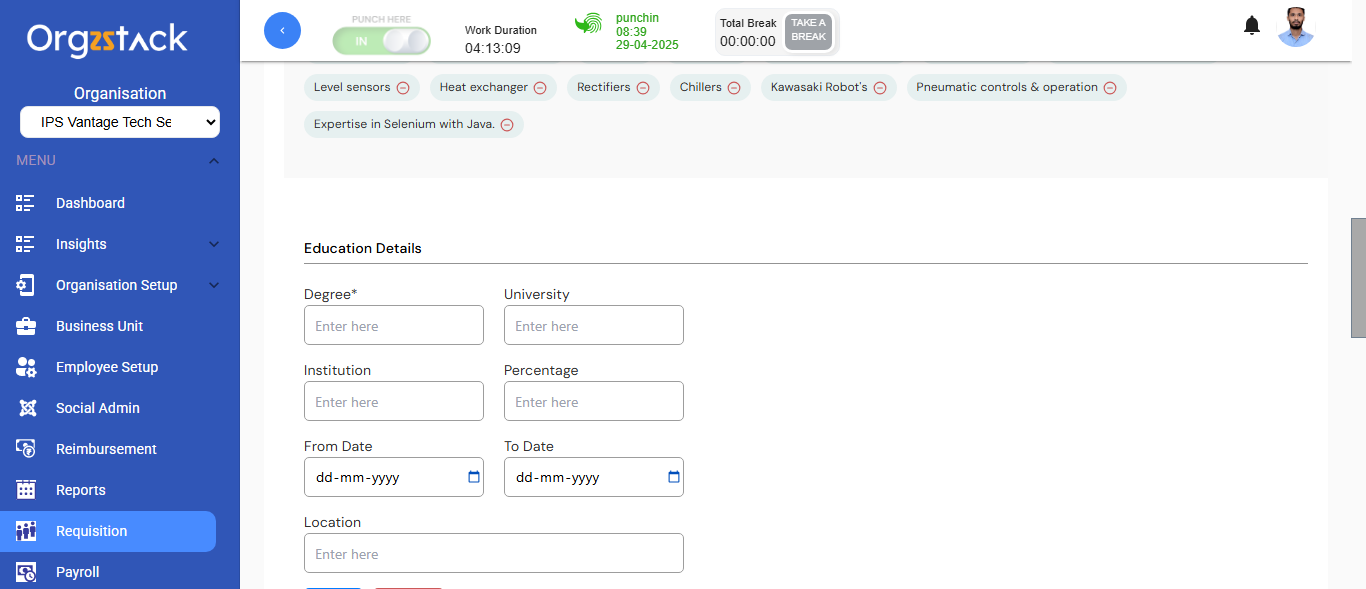 Orgzstack
Organisation
IPS Vantage Tech Se
MENU
Dashboard
Insights
Organisation Setup
Business Unit
Employee Setup
Social Admin
Reimbursement
Reports
Requisition
Payroll
PUNCH HERE
IN
Work Duration
04:13:09
punchin
08:39
29-04-2025
Total Break
00:00:00
TAKE A
BREAK
Level sensors Heat exchanger Rectifiers Chillers Kawasaki Robot's Pneumatic controls & operation
Expertise in Selenium with Java.
Education Details
Degree* University
Enter here Enter here
Institution Percentage
Enter here Enter here
From Date To Date
dd-mm-yyyy dd-mm-yyyy
Location
Enter here